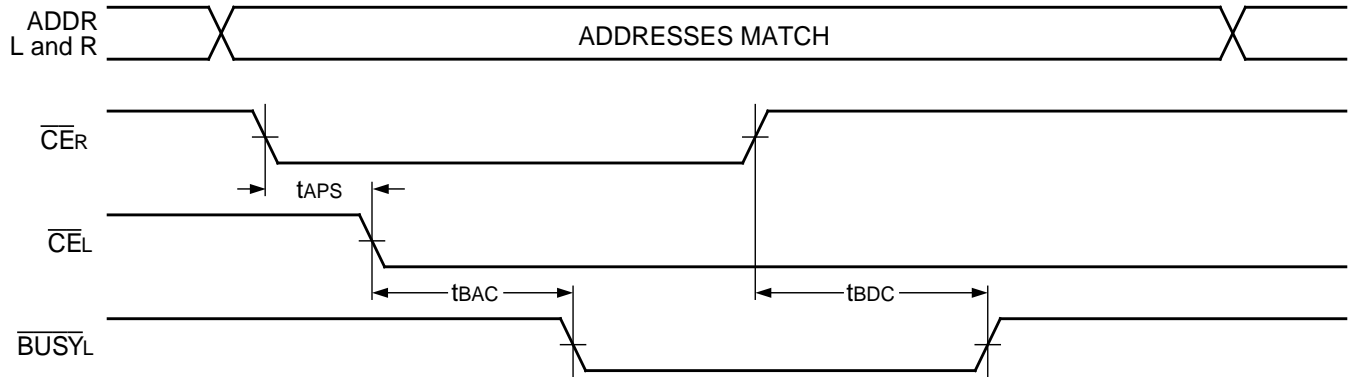 ADDR
L and R
ADDRESSES MATCH
CER
tAPS
CEL
tBAC
tBDC
BUSYL